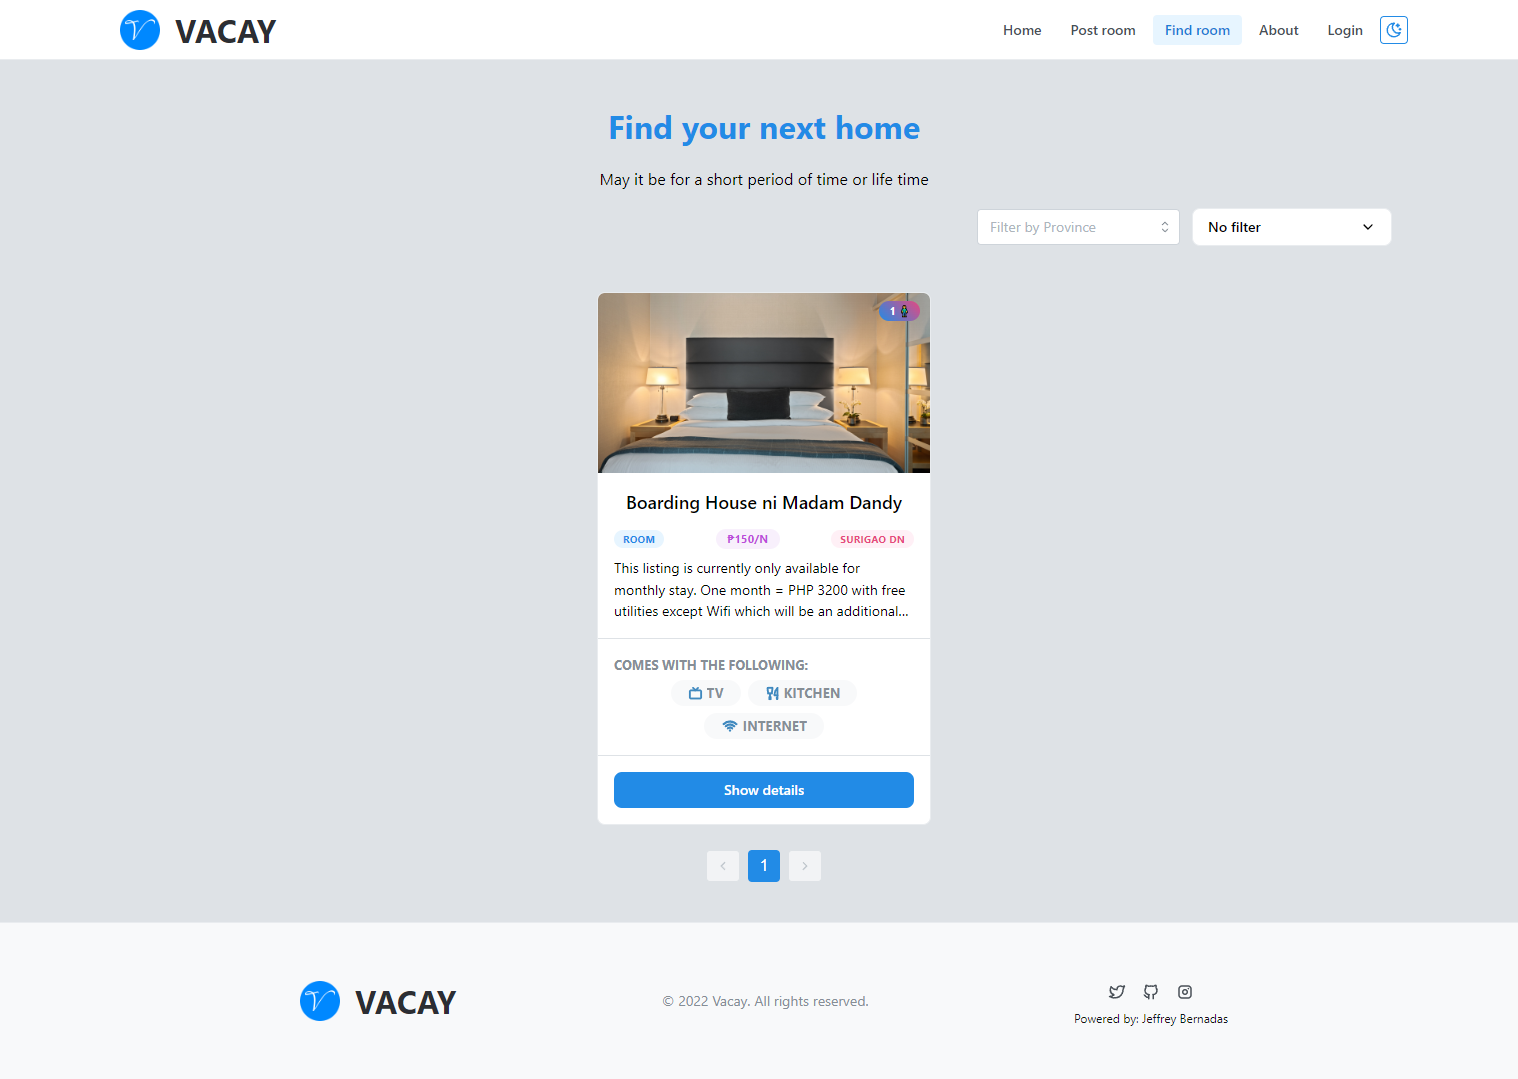 VACAY
Home
Post room
Find room
About
Login
Find your next home
May it be for a short period of time or life time
Filter by Province
No filter
1
Boarding House ni Madam Dandy
ROOM
₱150/N
SURIGAO DN
This listing is currently only available for
monthly stay. One month = PHP 3200 with free
utilities except Wifi which will be an additional...
COMES WITH THE FOLLOWING:
TV
KITCHEN
INTERNET
Show details
1
VACAY
© 2022 Vacay. All rights reserved.
Powered by: Jeffrey Bernadas